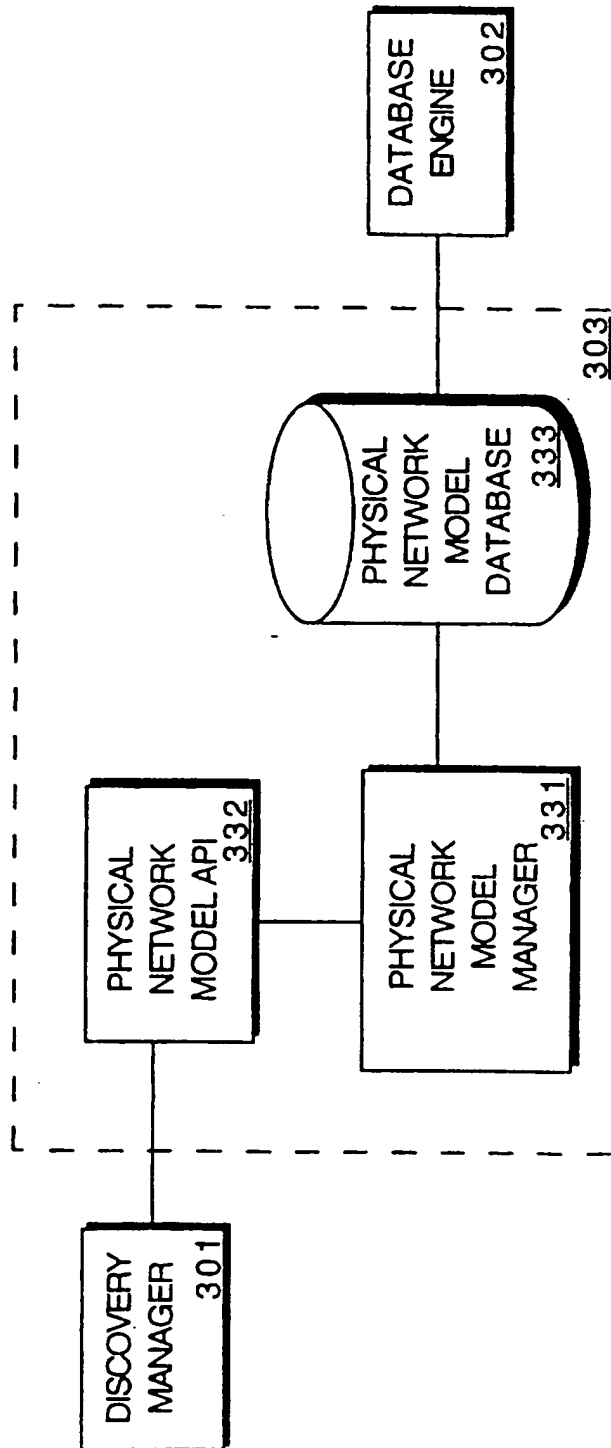 DISCOVERY
MANAGER
301
PHYSICAL
NETWORK
MODEL API
332
PHYSICAL
NETWORK
MODEL
MANAGER
331
PHYSICAL
NETWORK
MODEL
DATABASE
333
303
DATABASE
ENGINE
302